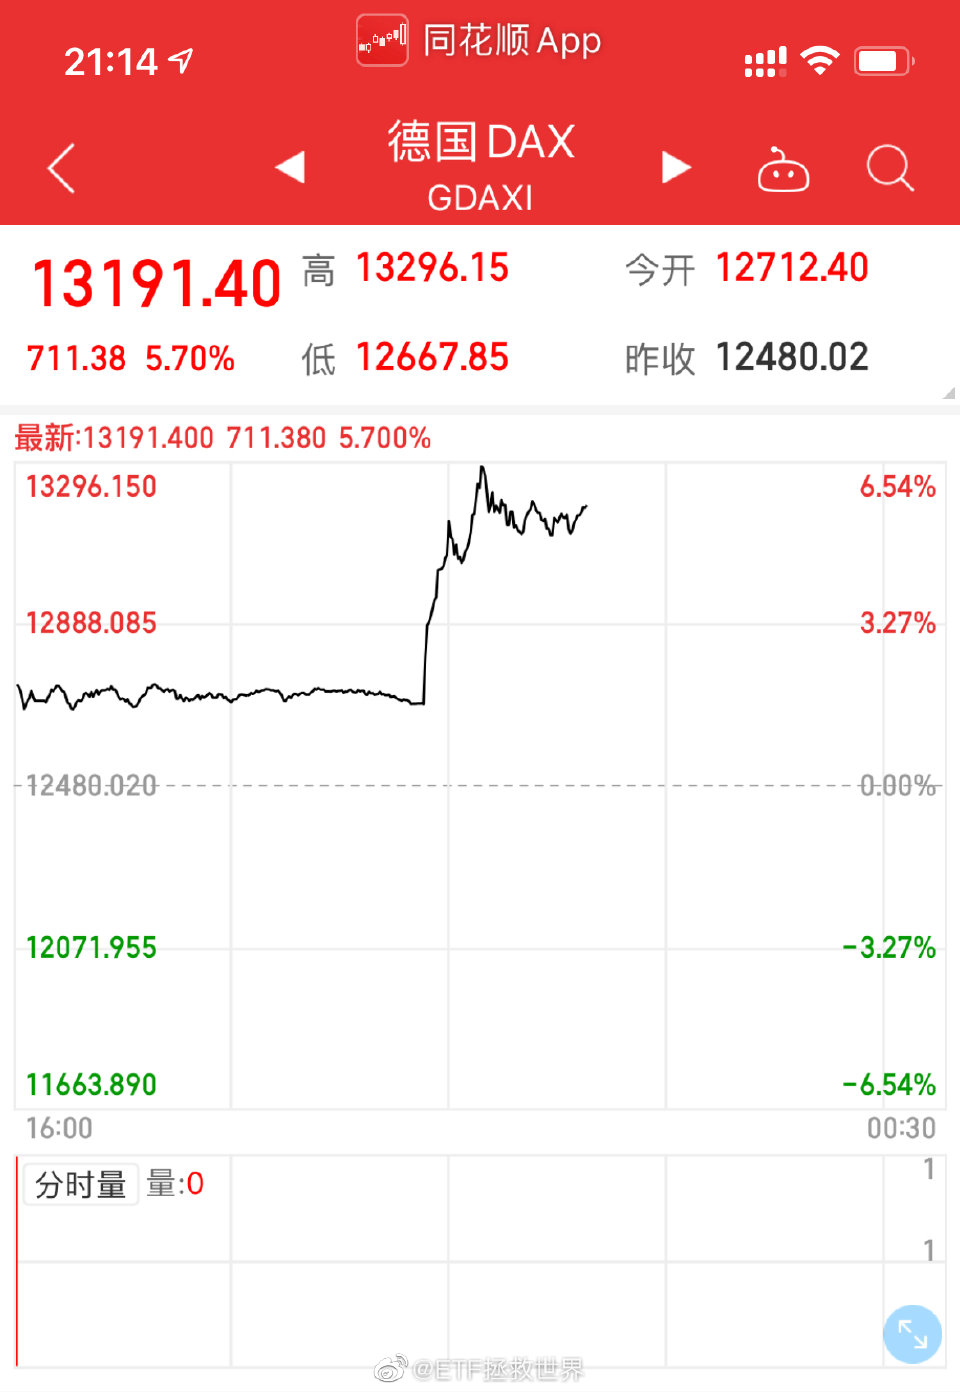 21:14
同花顺App
德国DAX
GDAXI
13191.40
高 13296.15
今开 12712.40
711.38 5.70%
低 12667.85
昨收 12480.02
最新:13191.400 711.380 5.700%
13296.150 6.54%
12888.085 3.27%
12480.020 0.00%
12071.955 -3.27%
11663.890 -6.54%
16:00 00:30
分时量 量:0
1
1
@ETF拯救世界